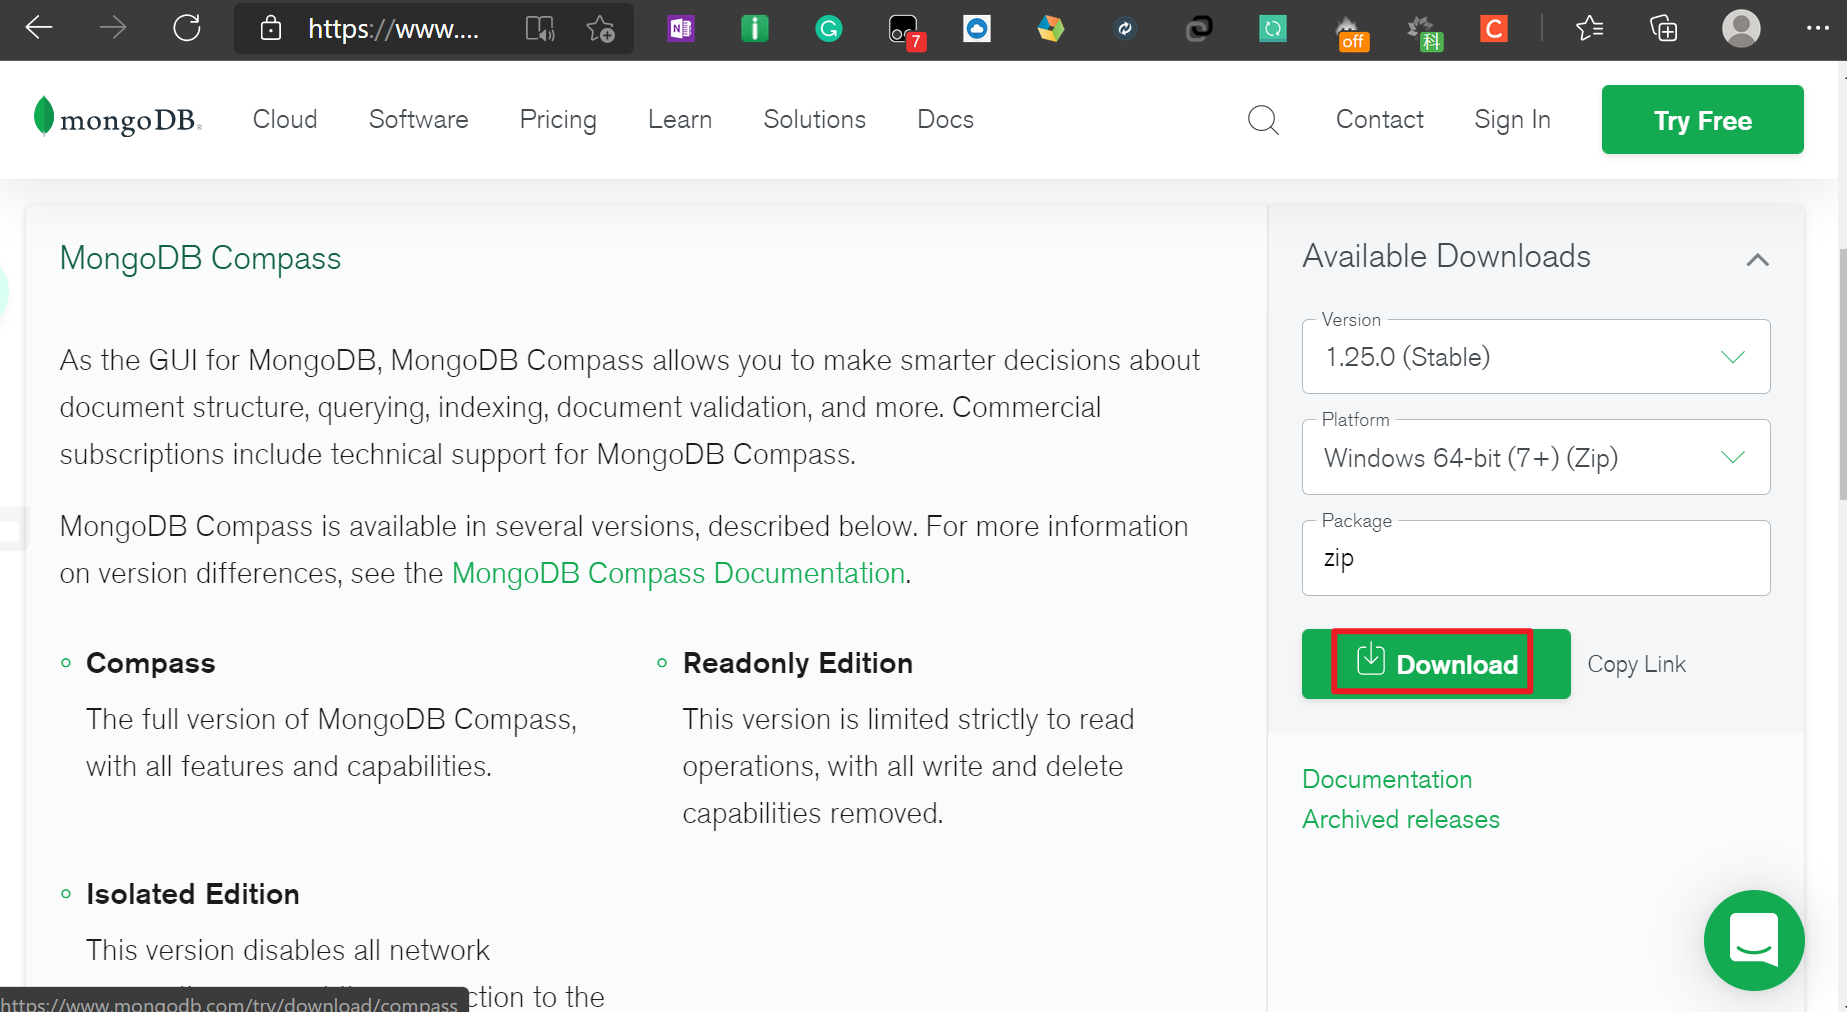 https://www....
7
off
科
C
mongoDB®
Cloud
Software
Pricing
Learn
Solutions
Docs
Contact
Sign In
Try Free
MongoDB Compass
As the GUI for MongoDB, MongoDB Compass allows you to make smarter decisions about
document structure, querying, indexing, document validation, and more. Commercial
subscriptions include technical support for MongoDB Compass.
MongoDB Compass is available in several versions, described below. For more information
on version differences, see the MongoDB Compass Documentation.
Compass
The full version of MongoDB Compass,
with all features and capabilities.
Readonly Edition
This version is limited strictly to read
operations, with all write and delete
capabilities removed.
Isolated Edition
This version disables all network
ction to the
https://www.mongodb.com/try/download/compass
Available Downloads
Version
1.25.0 (Stable)
Platform
Windows 64-bit (7+) (Zip)
Package
zip
Download
Copy Link
Documentation
Archived releases